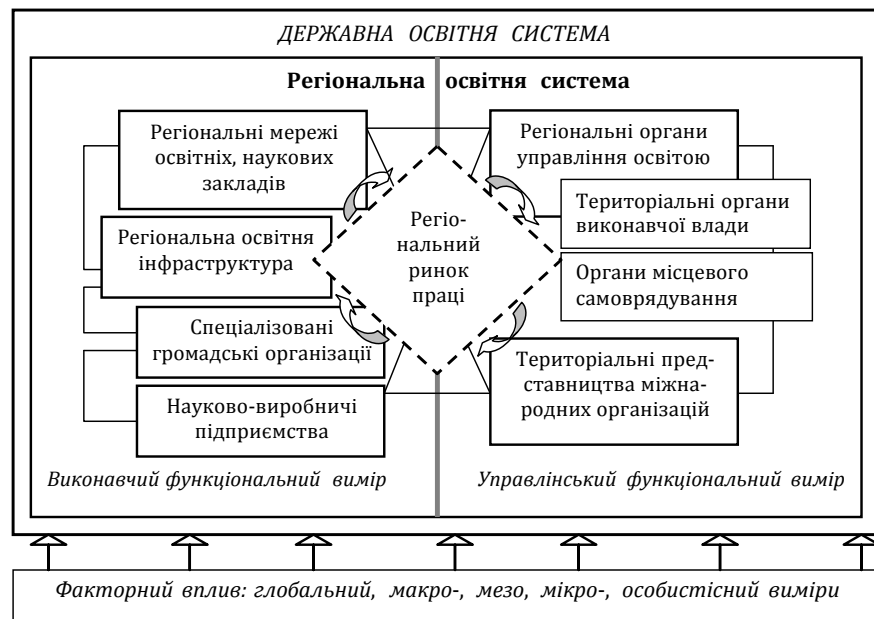 ДЕРЖАВНА ОСВІТНЯ СИСТЕМА
Регіональна освітня система
Регіональні мережі
освітніх, наукових
закладів
Регіональна освітня
інфраструктура
Спеціалізовані
громадські організації
Науково-виробничі
підприємства
Регіо-
нальний
ринок
праці
Регіональні органи
управління освітою
Територіальні органи
виконавчої влади
Органи місцевого
самоврядування
Територіальні пред-
ставництва міжна-
родних організацій
Виконавчий функціональний вимір
Управлінський функціональний вимір
Факторний вплив: глобальний, макро-, мезо, мікро-, особистісний виміри